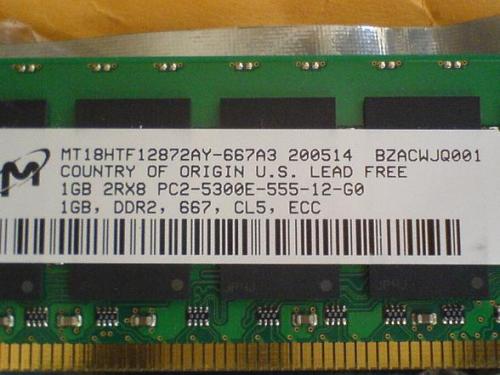 MT18HTF12872AY-667A3 200514 BZACWJQ001
COUNTRY OF ORIGIN U.S. LEAD FREE
1GB 2RX8 PC2-5300E-555-12-G0
1GB, DDR2, 667, CL5, ECC